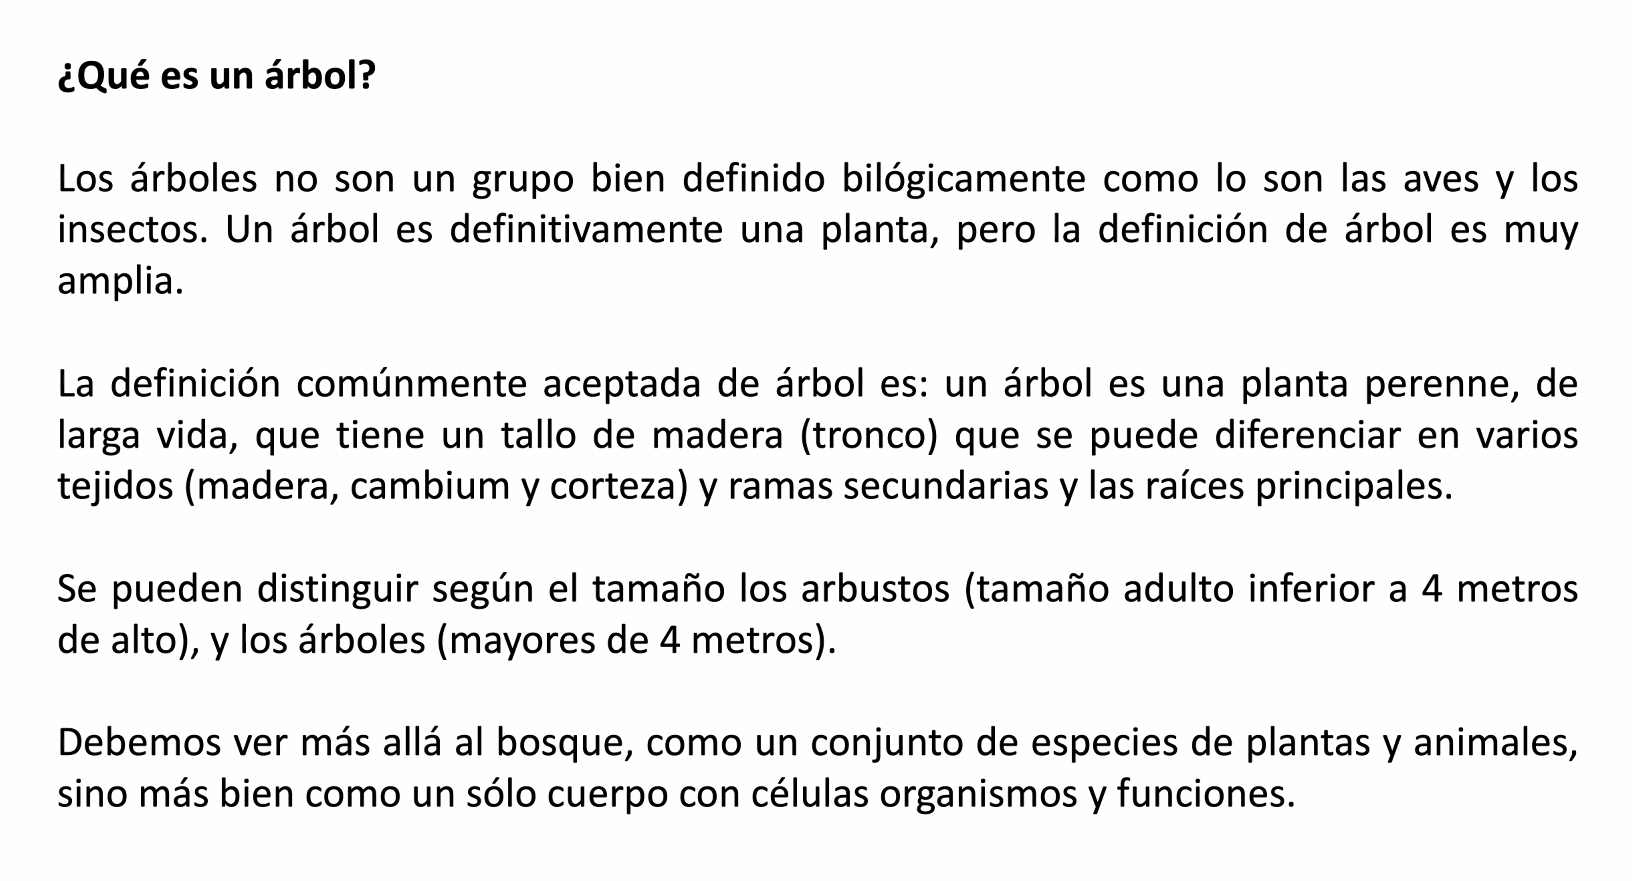 ¿Qué es un árbol?
Los árboles no son un grupo bien definido bilógicamente como lo son las aves y los
insectos. Un árbol es definitivamente una planta, pero la definición de árbol es muy
amplia.
La definición comúnmente aceptada de árbol es: un árbol es una planta perenne, de
larga vida, que tiene un tallo de madera (tronco) que se puede diferenciar en varios
tejidos (madera, cambium y corteza) y ramas secundarias y las raíces principales.
Se pueden distinguir según el tamaño los arbustos (tamaño adulto inferior a 4 metros
de alto), y los árboles (mayores de 4 metros).
Debemos ver más allá al bosque, como un conjunto de especies de plantas y animales,
sino más bien como un sólo cuerpo con células organismos y funciones.